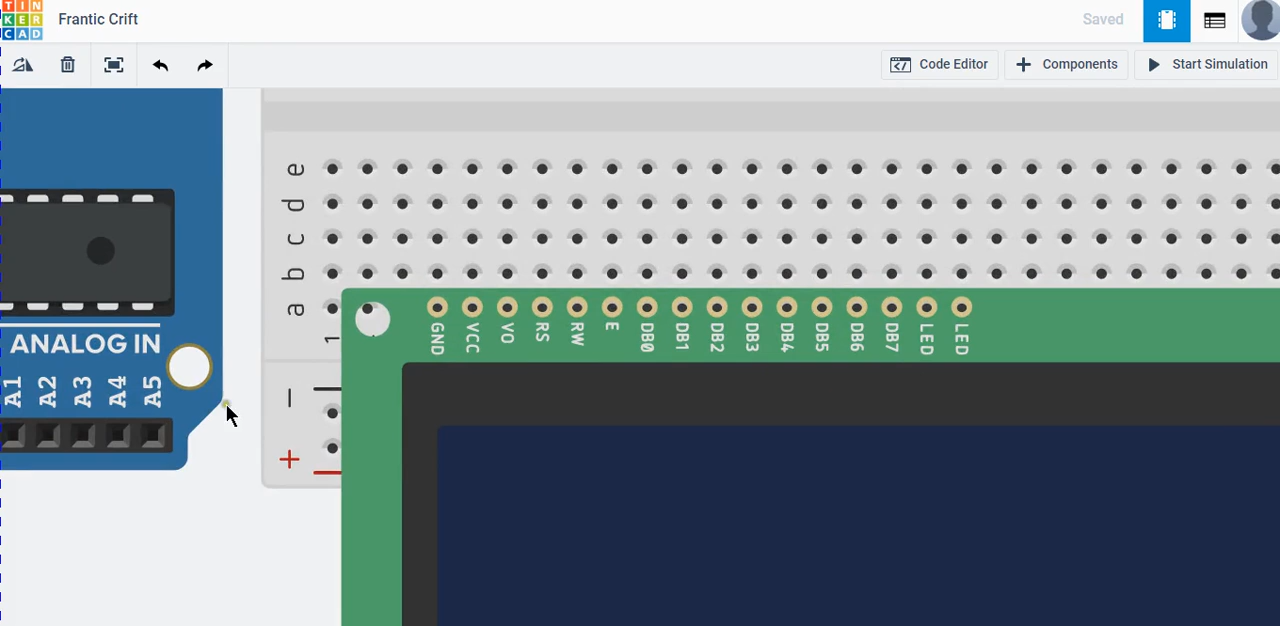 TIN
KER
CAD
Frantic Crift
Saved
Code Editor
+ Components
Start Simulation
e
d
c
b
a
1
GND VCC VO RS RW E DB0 DB1 DB2 DB3 DB4 DB5 DB6 DB7 LED LED
ANALOG IN
A1 A2 A3 A4 A5
−
+